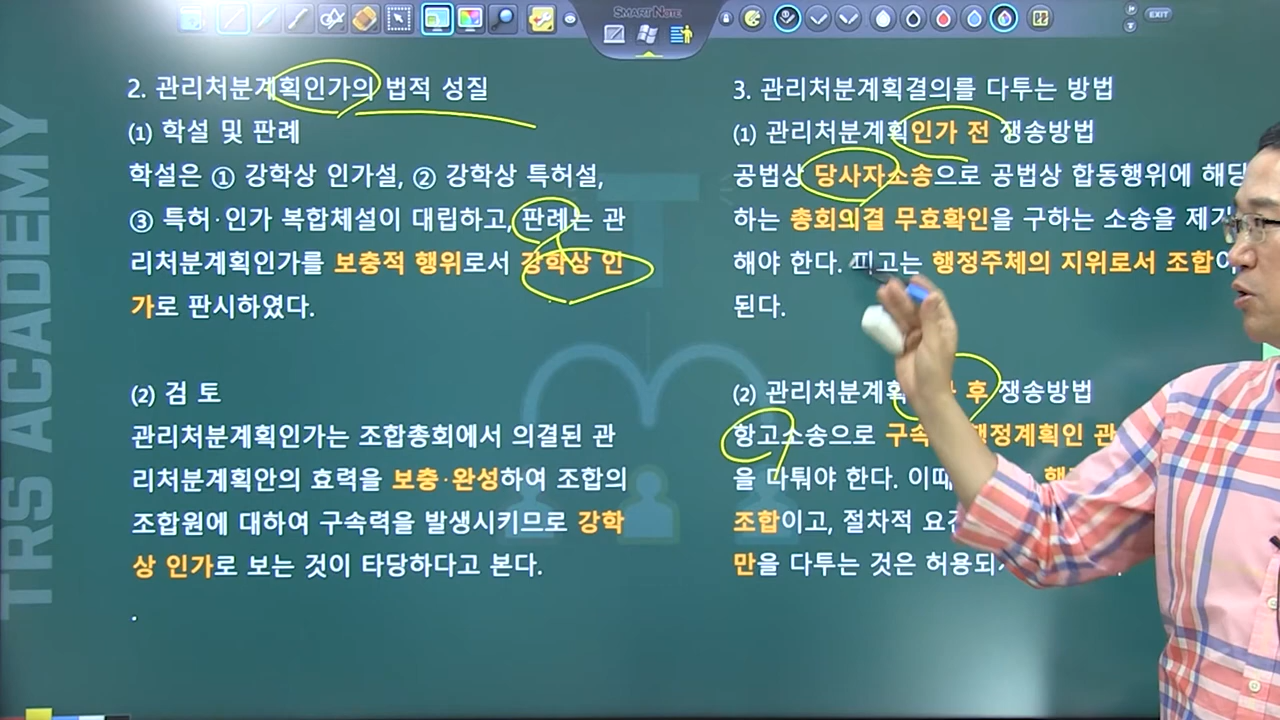 SMART NOTE
EXIT
TRS ACADEMY
2. 관리처분계획인가의 법적 성질
(1) 학설 및 판례
학설은 ① 강학상 인가설, ② 강학상 특허설,
③ 특허·인가 복합체설이 대립하고, 판례는 관
리처분계획인가를 보충적 행위로서 강학상 인
가로 판시하였다.
(2) 검 토
관리처분계획인가는 조합총회에서 의결된 관
리처분계획안의 효력을 보충·완성하여 조합의
조합원에 대하여 구속력을 발생시키므로 강학
상 인가로 보는 것이 타당하다고 본다.
.
3. 관리처분계획결의를 다투는 방법
(1) 관리처분계획인가 전 쟁송방법
공법상 당사자소송으로 공법상 합동행위에 해당
하는 총회의결 무효확인을 구하는 소송을 제기
해야 한다. 피고는 행정주체의 지위로서 조합이
된다.
(2) 관리처분계획 후 쟁송방법
항고소송으로 행정계획인 관
을 다퉈야 한다. 이때
조합이고, 절차적
만을 다투는 것은